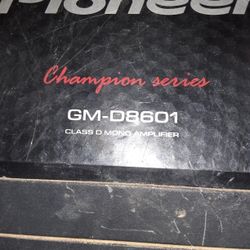 Pioneer
Champion series
GM-D8601
CLASS D MONO AMPLIFIER